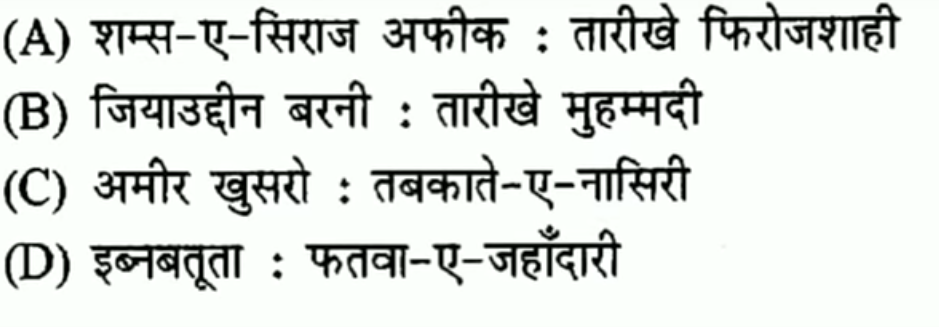 (A) शम्स-ए-सिराज अफीक : तारीखे फिरोजशाही
(B) जियाउद्दीन बरनी : तारीखे मुहम्मदी
(C) अमीर खुसरो : तबकाते-ए-नासिरी
(D) इब्नबतूता : फतवा-ए-जहाँदारी